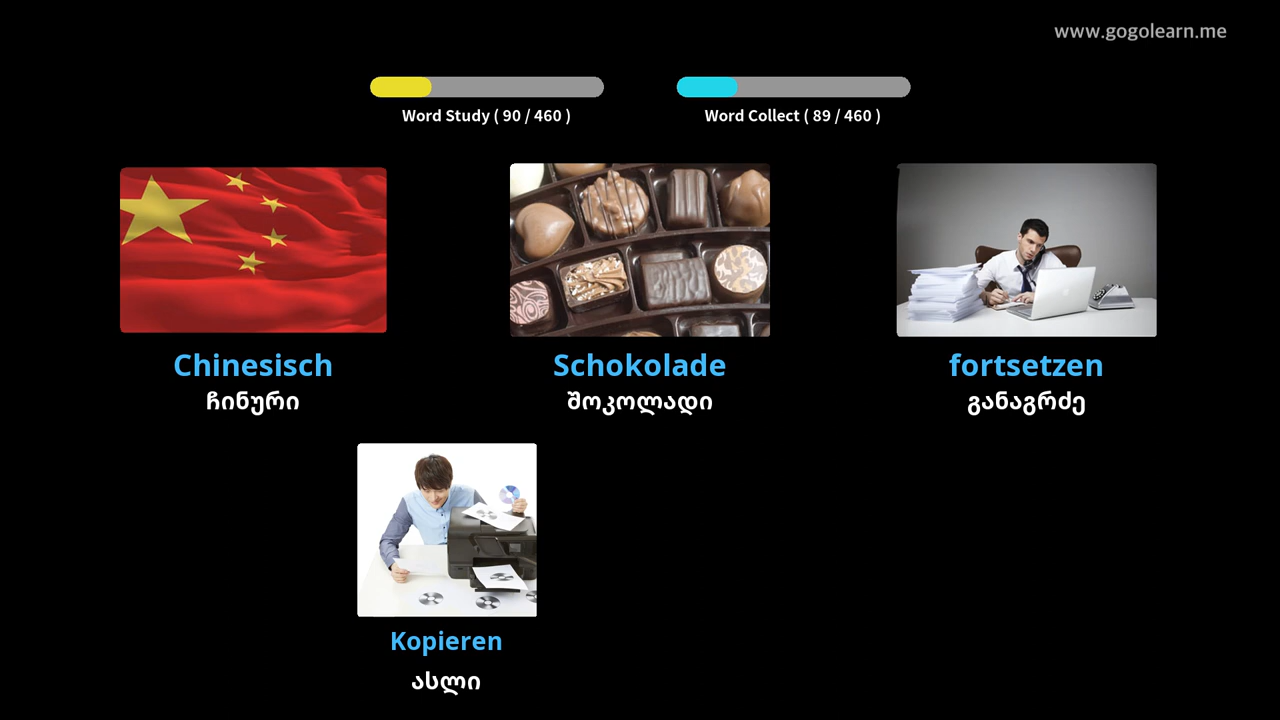 www.gogolearn.me
Word Study ( 90 / 460 )
Word Collect ( 89 / 460 )
Chinesisch
ჩინური
Schokolade
შოკოლადი
fortsetzen
განაგრძე
Kopieren
ასლი